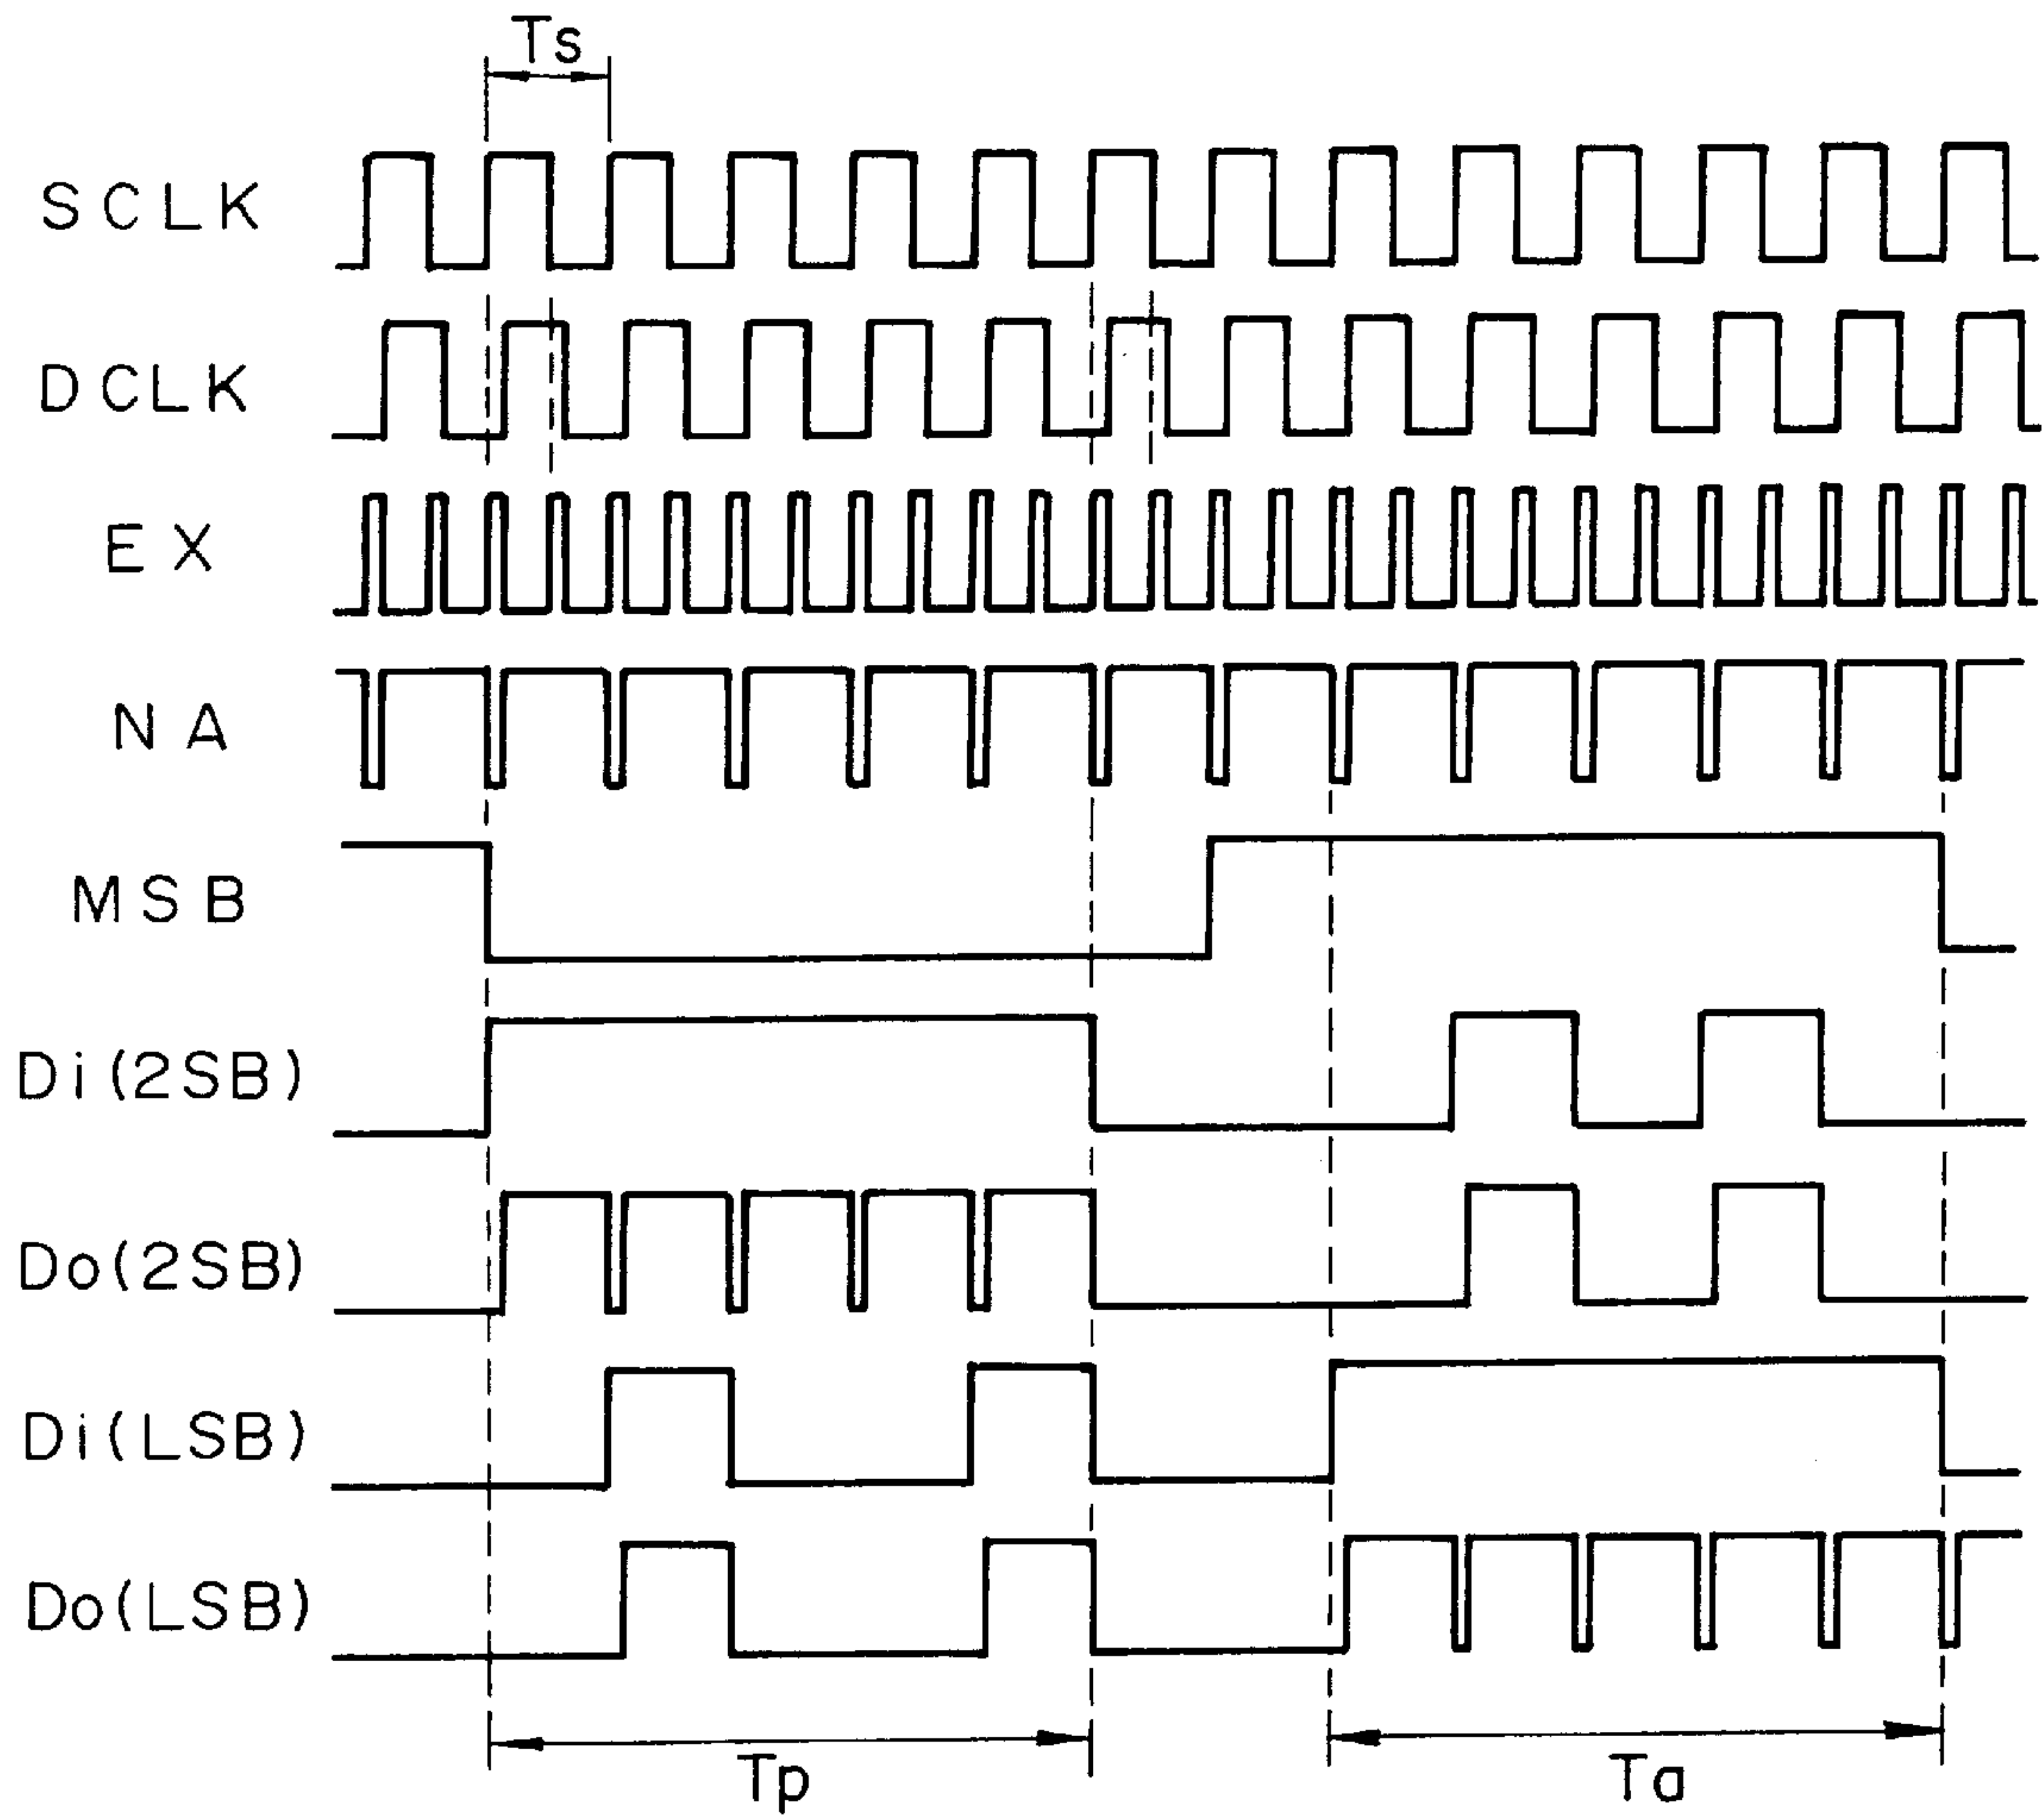 Ts
SCLK
DCLK
EX
NA
MSB
Di(2SB)
Do(2SB)
Di(LSB)
Do(LSB)
Tp
Ta